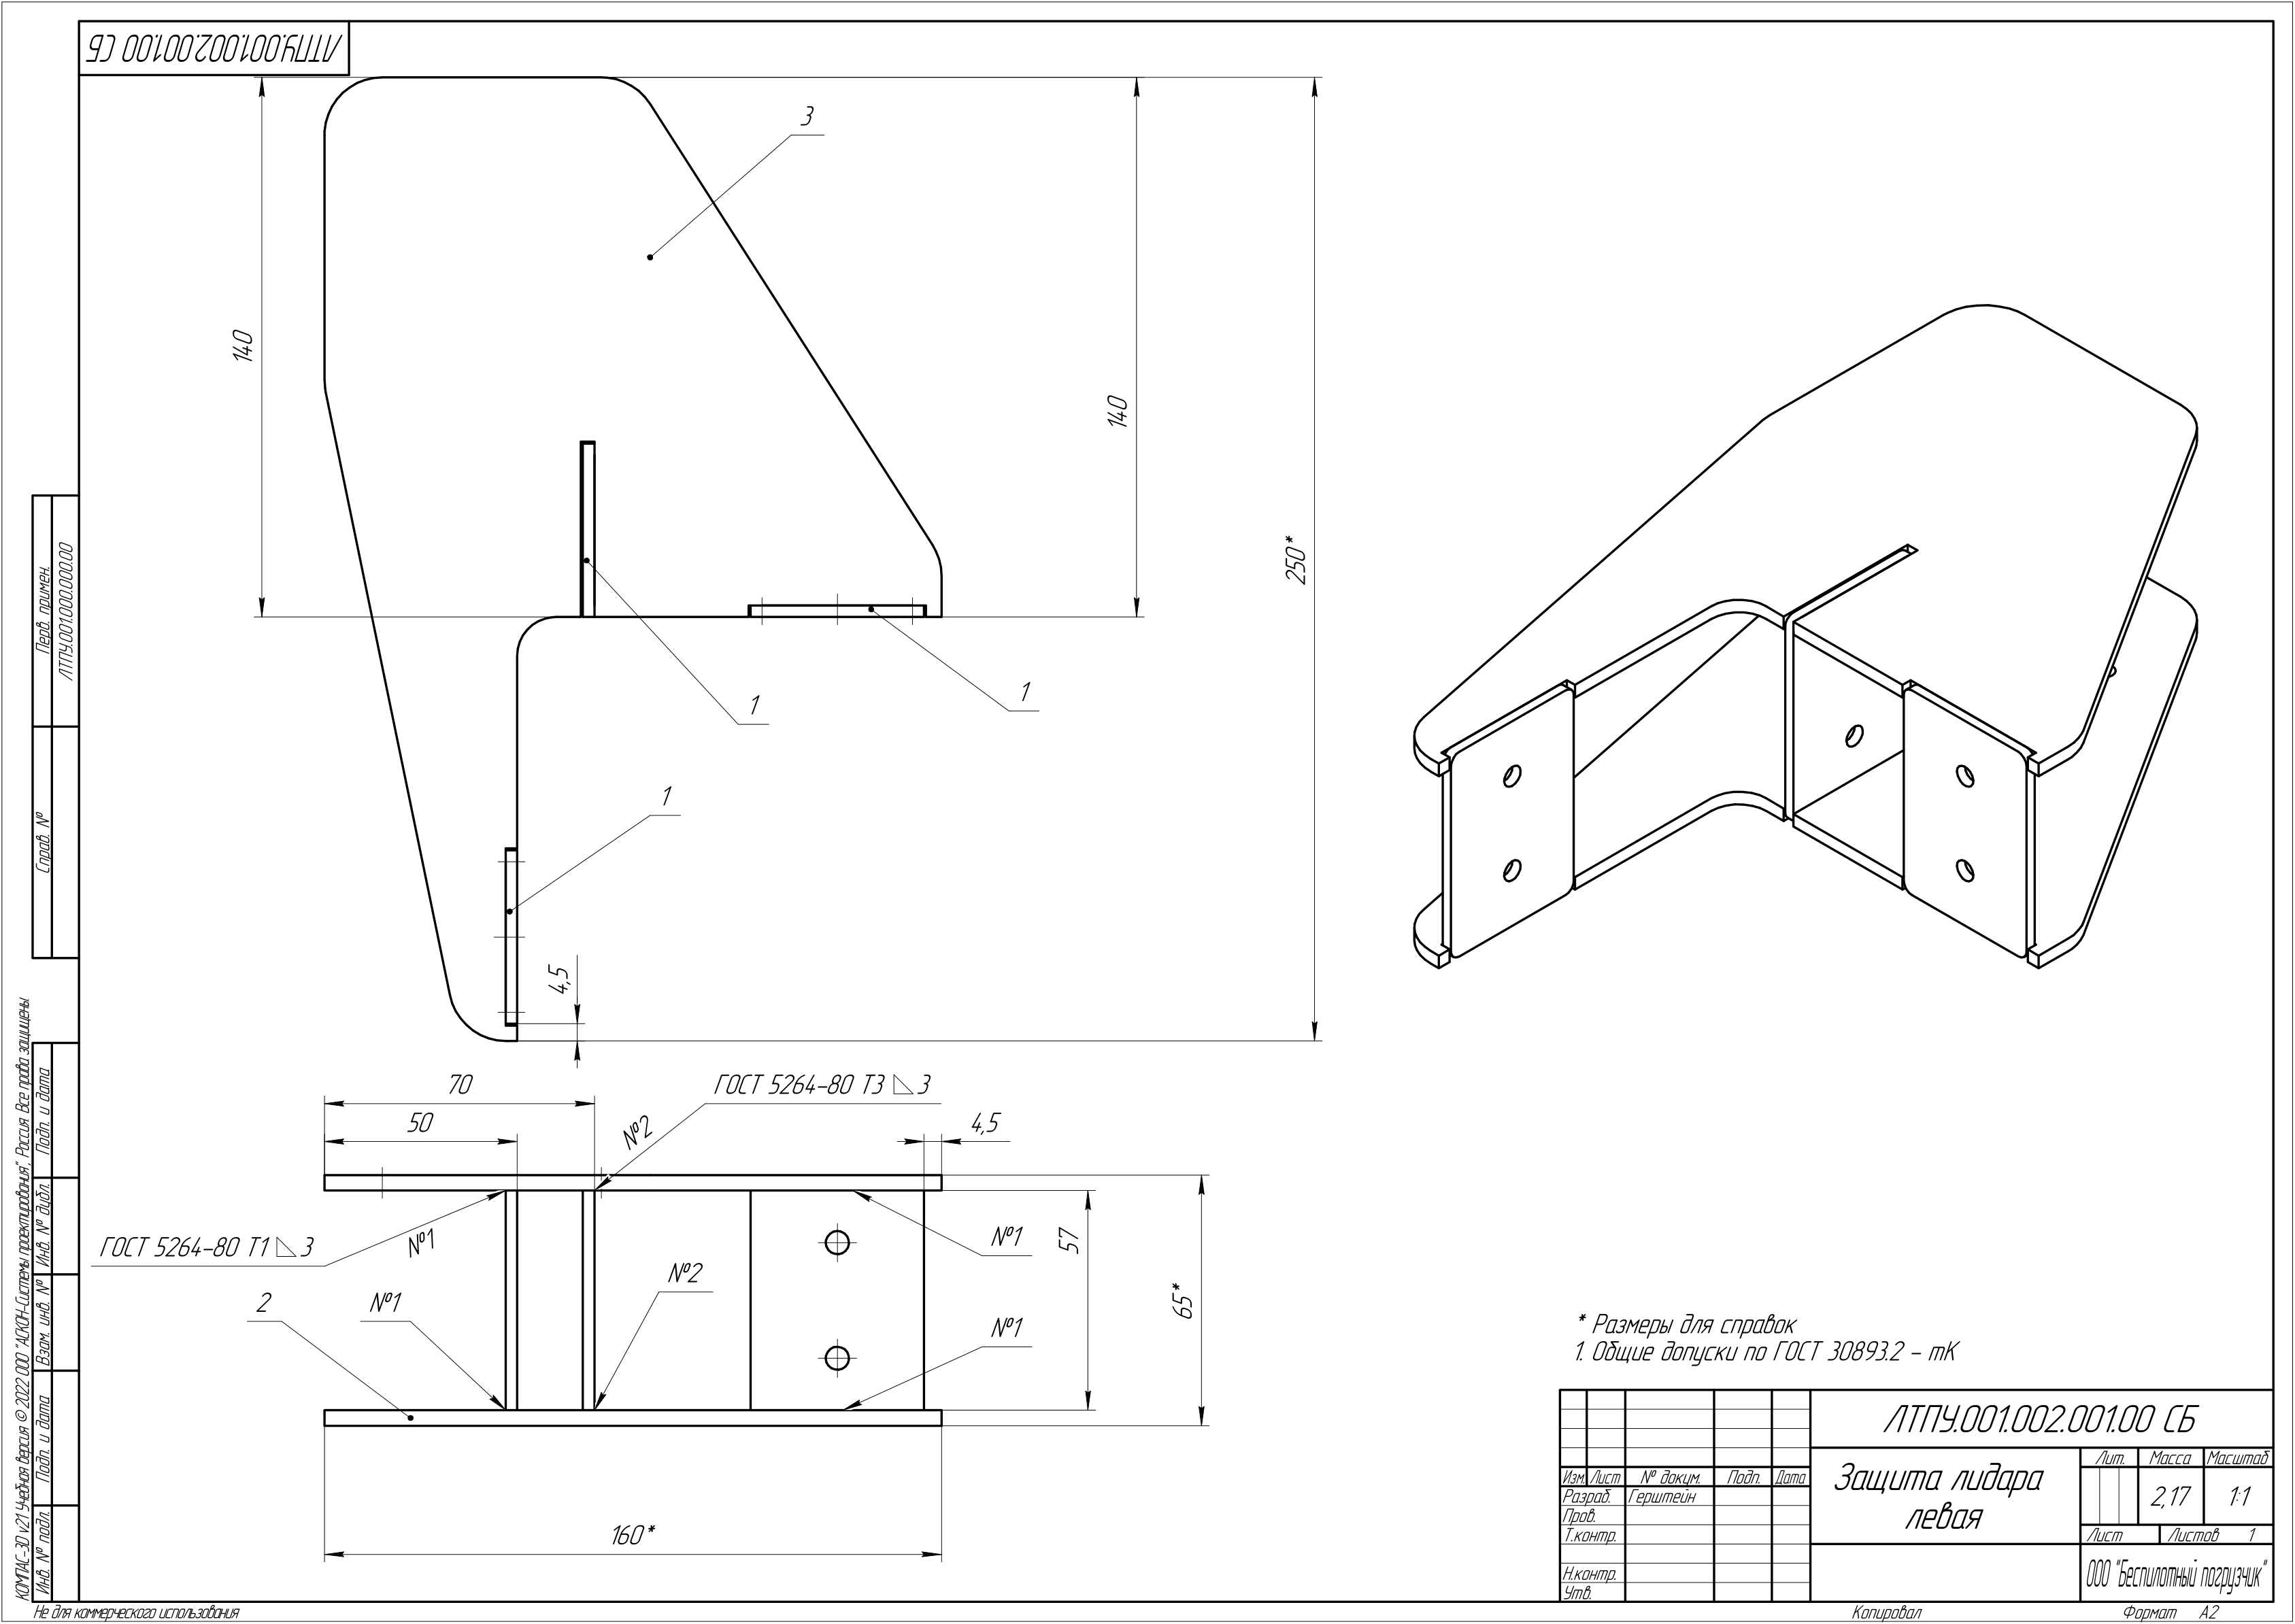 ЛТПУ.001.002.001.00 СБ
3
140
140
250*
1
1
1
4,5
Перв. примен.
ЛТПУ.001.000.000.00
Справ. №
70
50
ГОСТ 5264-80 Т3 ◺ 3
№2
4,5
ГОСТ 5264-80 Т1 ◺ 3
№1
№1
57
№2
65*
2
№1
№1
160*
* Размеры для справок
1. Общие допуски по ГОСТ 30893.2 - mK
ЛТПУ.001.002.001.00 СБ
Защита лидара
левая
Лит. Масса Масштаб
2,17 1:1
Лист Листов 1
ООО "Беспилотный погрузчик"
Изм. Лист № докум. Подп. Дата
Разраб. Герштейн
Пров.
Т.контр.
Н.контр.
Утв.
Подп. и дата
Инв. № дубл.
Взам. инв. №
Подп. и дата
Инв. № подл.
КОМПАС-3D v21 Учебная версия © 2022 ООО "АСКОН-Системы проектирования", Россия. Все права защищены
Не для коммерческого использования
Копировал
Формат А2